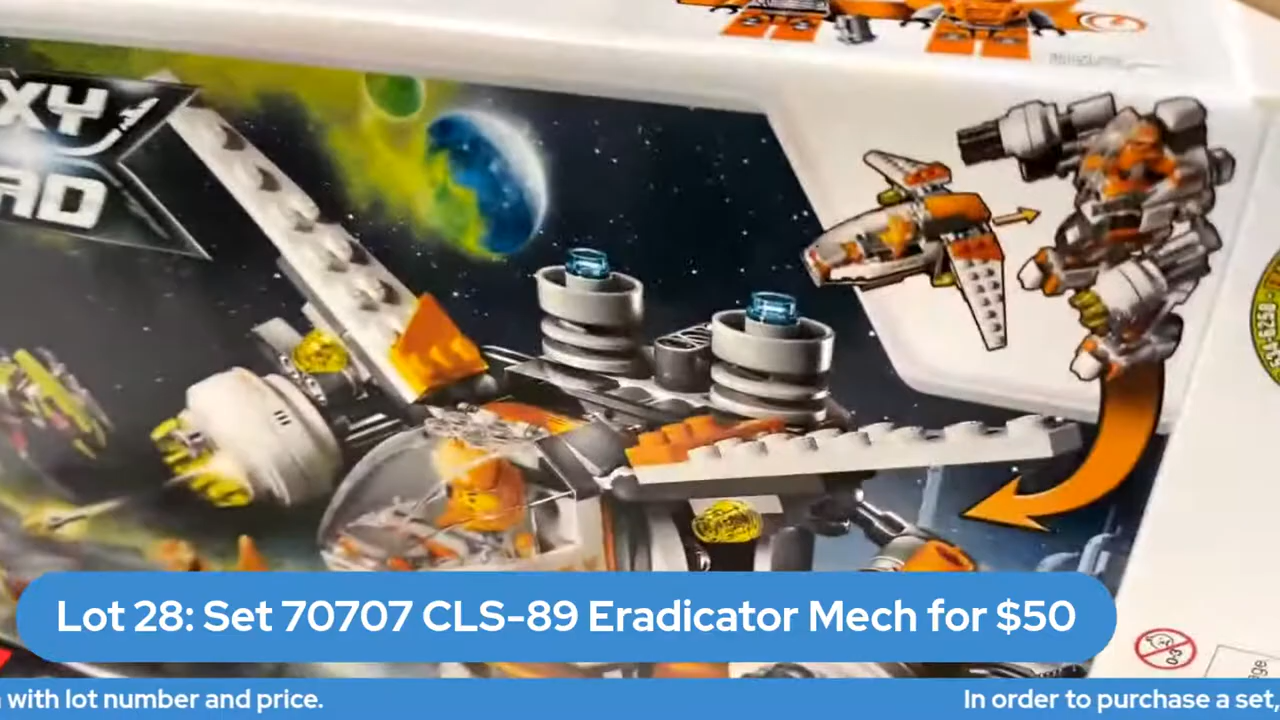 XY
AD
Lot 28: Set 70707 CLS-89 Eradicator Mech for $50
with lot number and price.
In order to purchase a set,